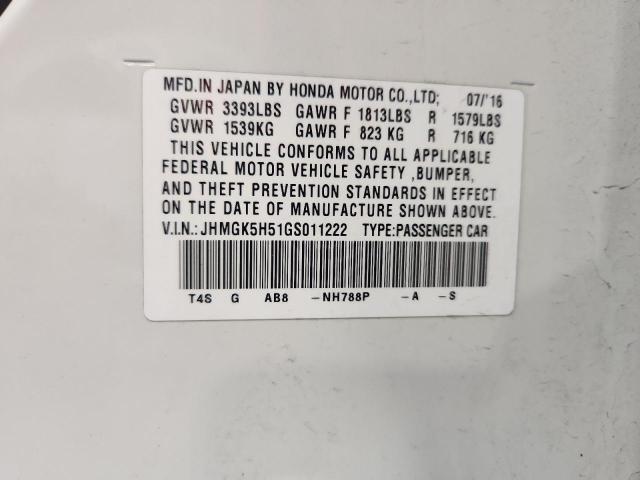 MFD.IN JAPAN BY HONDA MOTOR CO.,LTD; 07/'16
GVWR 3393LBS GAWR F 1813LBS R 1579LBS
GVWR 1539KG GAWR F 823 KG R 716 KG
THIS VEHICLE CONFORMS TO ALL APPLICABLE
FEDERAL MOTOR VEHICLE SAFETY ,BUMPER,
AND THEFT PREVENTION STANDARDS IN EFFECT
ON THE DATE OF MANUFACTURE SHOWN ABOVE.
V.I.N.: JHMGK5H51GS011222 TYPE:PASSENGER CAR
T4S G AB8 -NH788P -A -S